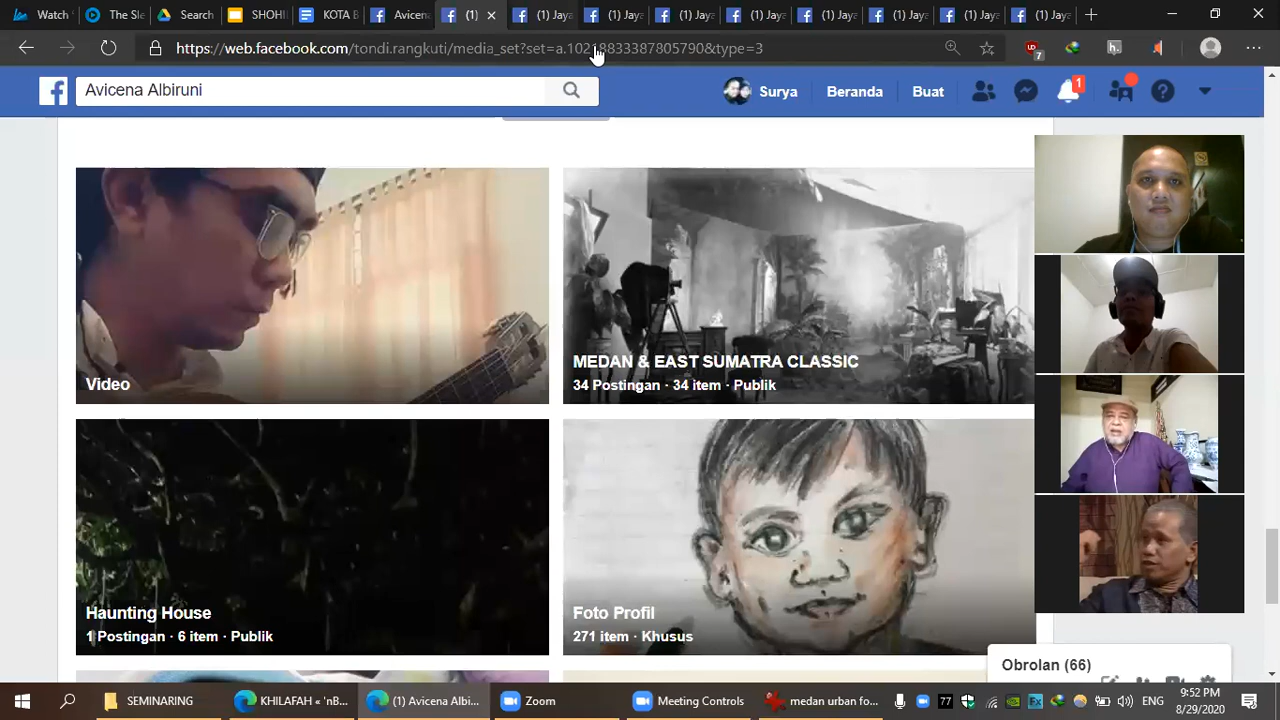 Watch
The Sla
Search
SHOHI
KOTA B
Avicen
(1)
(1) Jaya
(1) Jaya
(1) Jaya
(1) Jaya
(1) Jaya
(1) Jaya
(1) Jaya
(1) Jaya
https://web.facebook.com/tondi.rangkuti/media_set?set=a.10218833387805790&type=3
7
Avicena Albiruni
Surya
Beranda
Buat
1
Video
MEDAN & EAST SUMATRA CLASSIC
34 Postingan · 34 item · Publik
Haunting House
1 Postingan · 6 item · Publik
Foto Profil
271 item · Khusus
Obrolan (66)
SEMINARING
KHILAFAH « 'nB...
(1) Avicena Albi...
Zoom
Meeting Controls
medan urban fo...
77
ENG
9:52 PM
8/29/2020